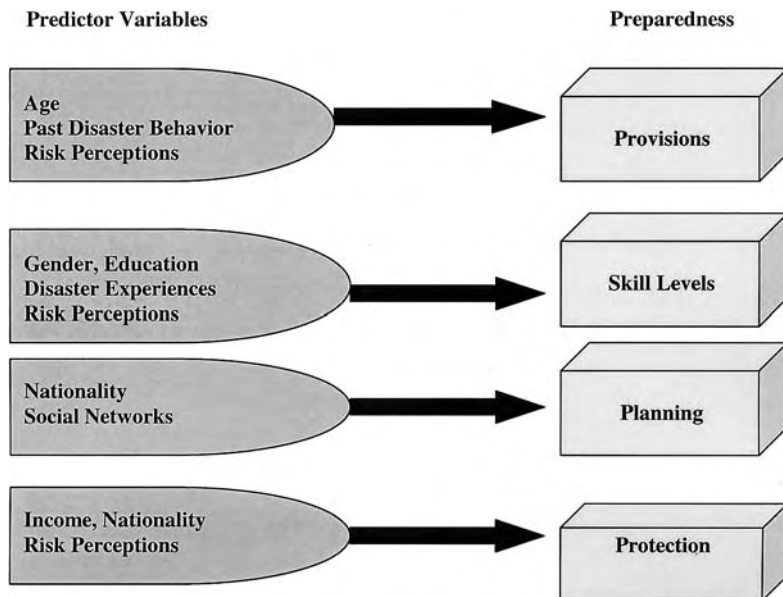 Predictor Variables
Preparedness
Age
Past Disaster Behavior
Risk Perceptions
Provisions
Gender, Education
Disaster Experiences
Risk Perceptions
Skill Levels
Nationality
Social Networks
Planning
Income, Nationality
Risk Perceptions
Protection